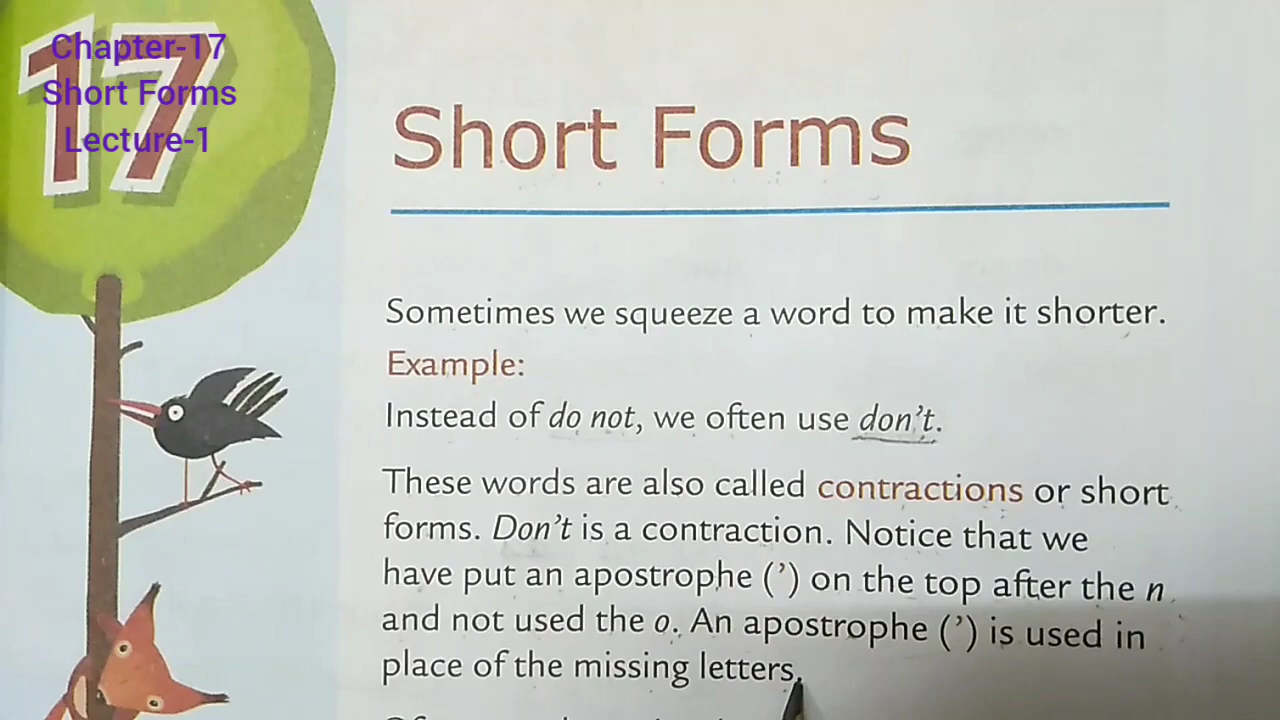 17
Chapter-17
Short Forms
Lecture-1
Short Forms
Sometimes we squeeze a word to make it shorter.
Example:
Instead of do not, we often use don't.
These words are also called contractions or short
forms. Don't is a contraction. Notice that we
have put an apostrophe (’) on the top after the n
and not used the o. An apostrophe (’) is used in
place of the missing letters.